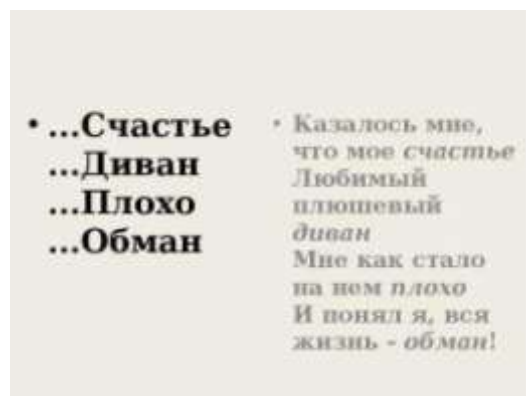 • ...Счастье
...Диван
...Плохо
...Обман
• Казалось мне,
что мое счастье
Любимый
плюшевый
диван
Мне как стало
на нем плохо
И понял я, вся
жизнь - обман!